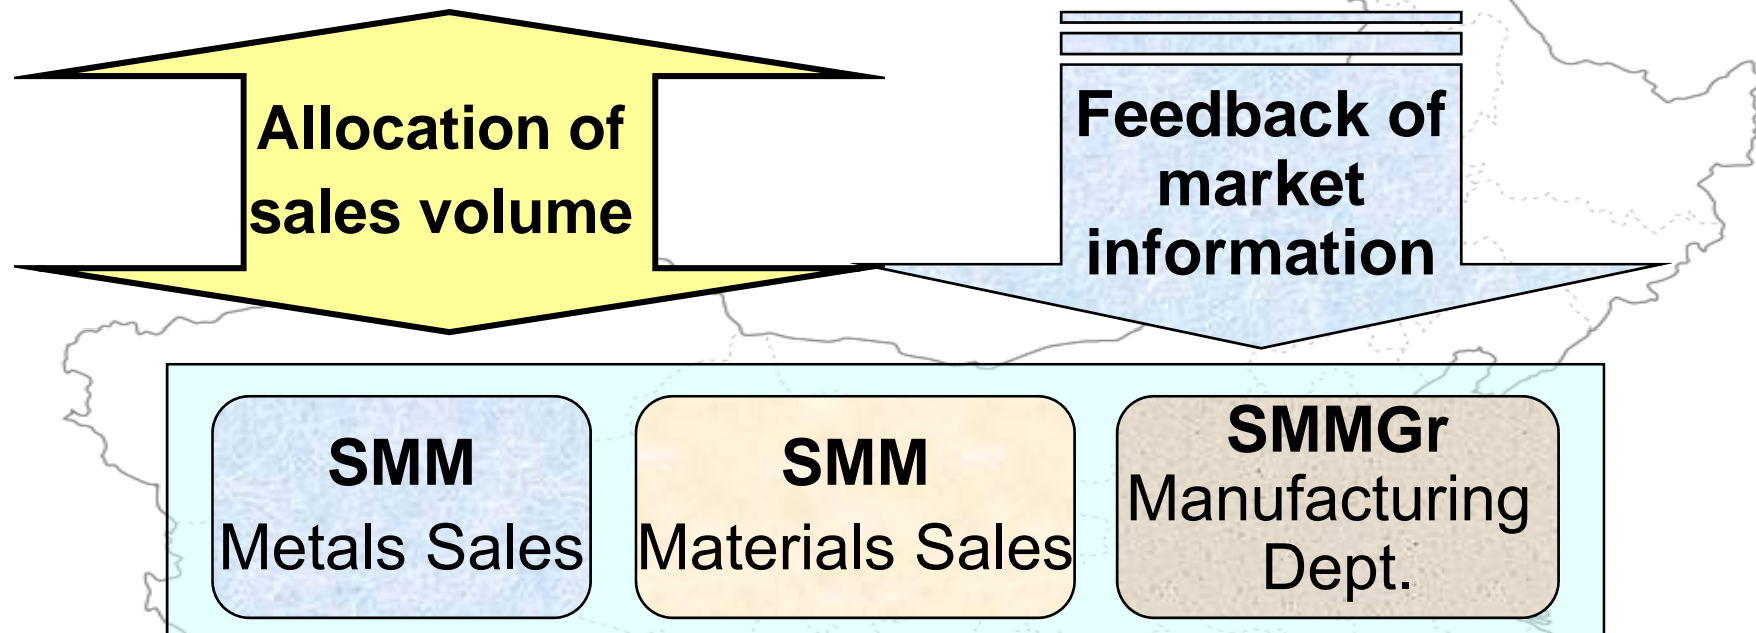 Allocation of
sales volume
Feedback of
market
information
SMM
Metals Sales
SMM
Materials Sales
SMMGr
Manufacturing
Dept.